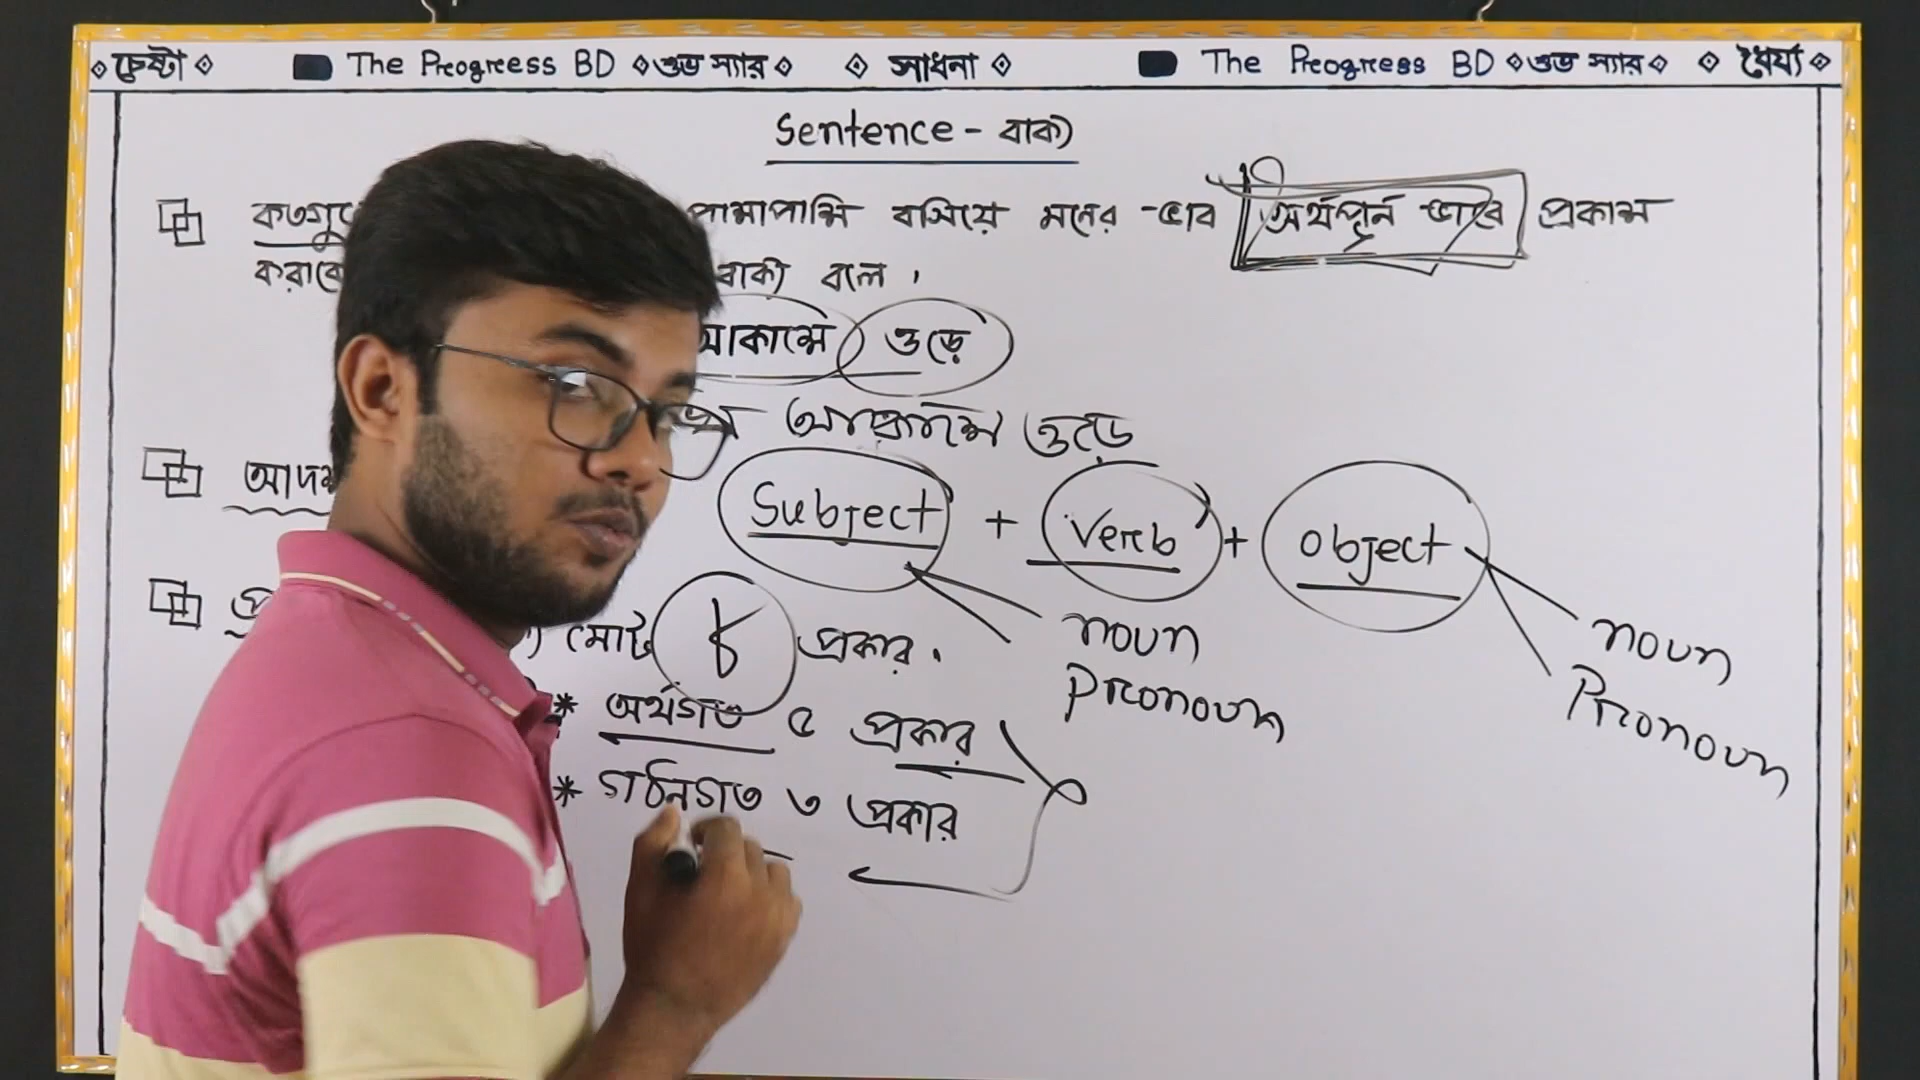 চেষ্টা The Progress BD শুভ স্যার সাধনা The Progress BD শুভ স্যার ধৈর্য্য
Sentence - বাক্য
পাশাপাশি বসিয়ে মনের ভাব অর্থপূর্ন ভাবে প্রকাশ
বাক্য বলে ।
আকাশে ওড়ে
আকাশে ওড়ে
Subject + Verb + object
noun
Pronoun
noun
Pronoun
মোট ৮ প্রকার ।
* অর্থগত ৫ প্রকার
* গঠনগত ৩ প্রকার